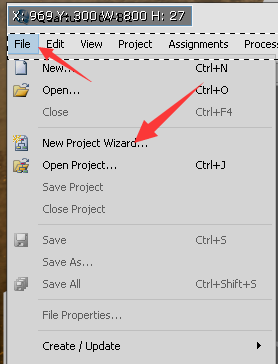 X: 969 Y: 300 W: 800 H: 27
File Edit View Project Assignments Process
New... Ctrl+N
Open... Ctrl+O
Close Ctrl+F4
New Project Wizard...
Open Project... Ctrl+J
Save Project
Close Project
Save Ctrl+S
Save As...
Save All Ctrl+Shift+S
File Properties...
Create / Update